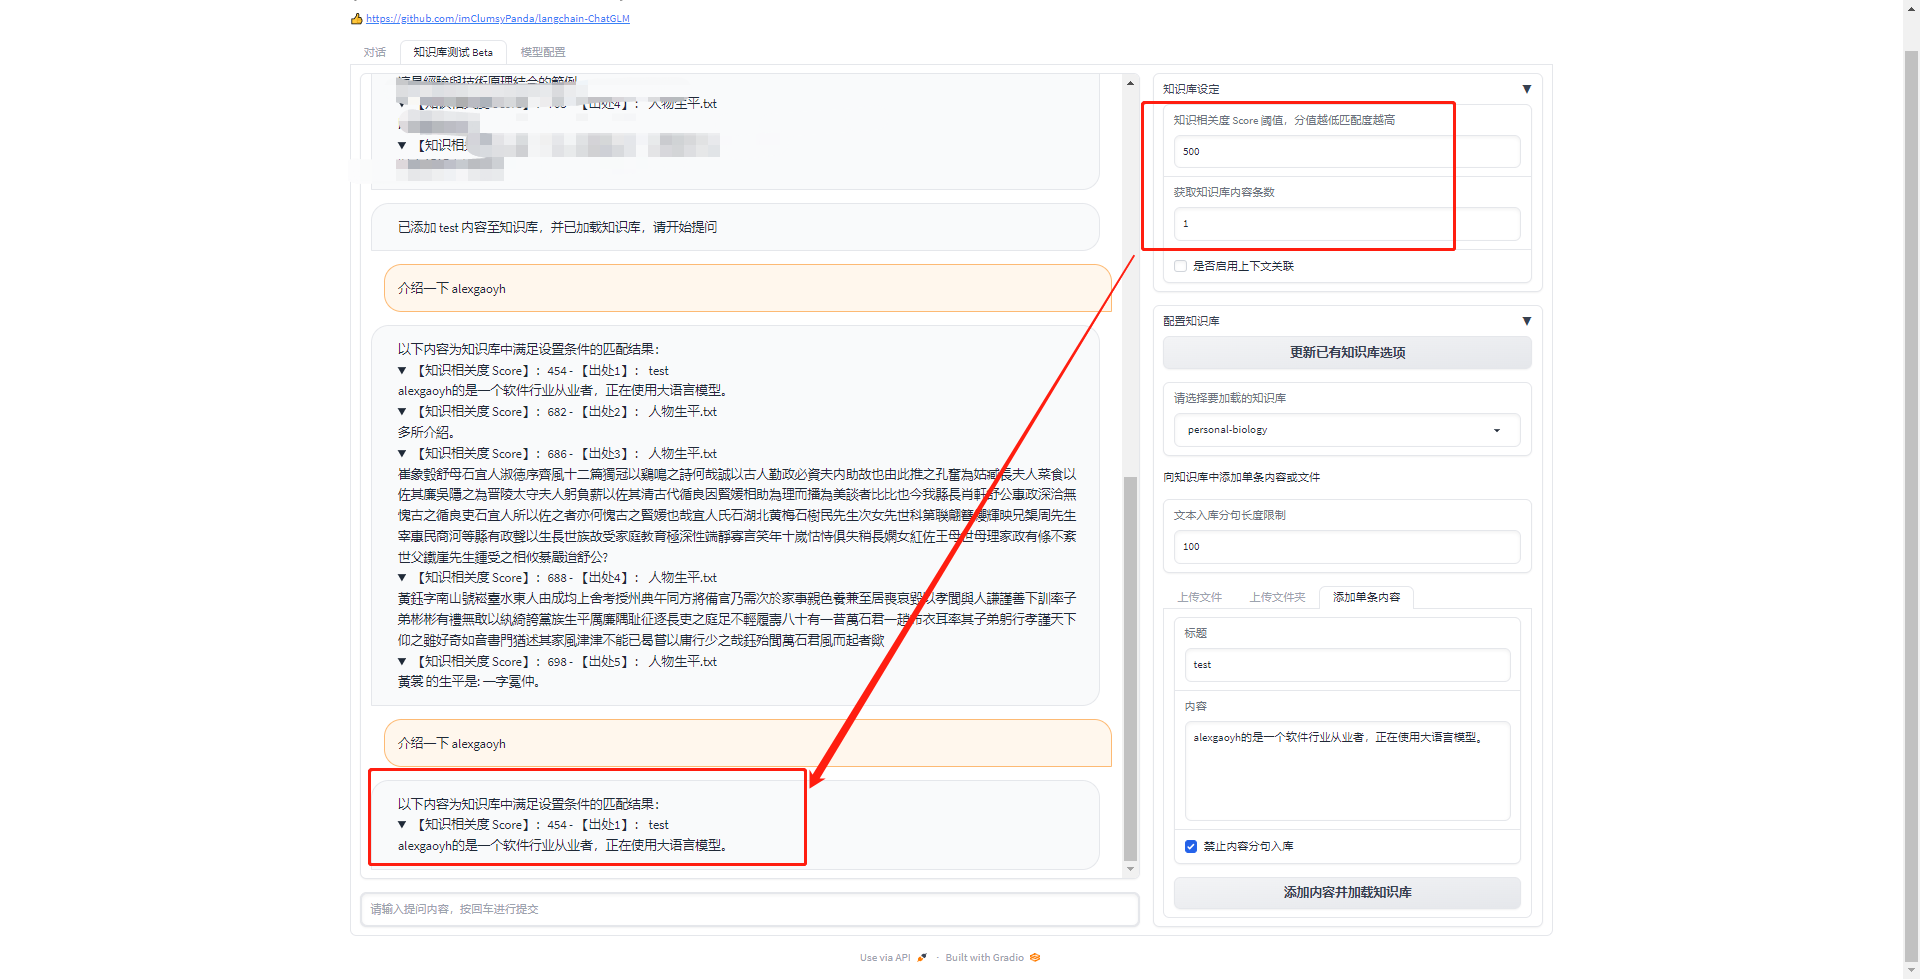 https://github.com/imClumsyPanda/langchain-ChatGLM
对话
知识库测试 Beta
模型配置
【出处4】： 人物生平.txt
▼ 【知识相
已添加 test 内容至知识库，并已加载知识库，请开始提问
介绍一下 alexgaoyh
以下内容为知识库中满足设置条件的匹配结果：
▼ 【知识相关度 Score】：454 - 【出处1】： test
alexgaoyh的是一个软件行业从业者，正在使用大语言模型。
▼ 【知识相关度 Score】：682 - 【出处2】： 人物生平.txt
多所介紹。
▼ 【知识相关度 Score】：686 - 【出处3】： 人物生平.txt
崔象瑴舒母石宜人淑德序齊風十二篇獨冠以鷄鳴之詩何哉誠以古人勤政必資夫内助故也由此推之孔奮為姑臧長夫人菜食以
佐其廉吳隱之為晋陵太守夫人躬負薪以佐其清古代循良因賢媛相助為理而播為美談者比比也今我縣長肖軒舒公惠政深洽無
愧古之循良吏石宜人所以佐之者亦何愧古之賢媛也哉宜人氏石湖北黄梅石樹民先生次女先世科第聯翩簪纓輝映兄榘周先生
宰惠民商河等縣有政聲以生長世族故受家庭教育極深性端靜寡言笑年十嵗怙恃俱失稍長嫻女紅佐王母世母理家政有條不紊
世父鐵崖先生鍾受之相攸綦嚴迨舒公?
▼ 【知识相关度 Score】：688 - 【出处4】： 人物生平.txt
黃鈺字南山號崧臺水東人由成均上舍考授州典午同方將備官乃需次於家事親色養兼至居喪哀毀以孝聞與人謙謹善下訓率子
弟彬彬有禮無敢以紈綺誇黨族生平厲廉隅耻征逐長吏之庭足不輕履壽八十有一昔萬石君一趙布衣耳率其子弟躬行孝謹天下
仰之雖好奇如音書門猶述其家風津津不能已曷嘗以庸行少之哉鈺殆聞萬石君風而起者歟
▼ 【知识相关度 Score】：698 - 【出处5】： 人物生平.txt
黃裳 的生平是: 一字冕仲。
介绍一下 alexgaoyh
以下内容为知识库中满足设置条件的匹配结果：
▼ 【知识相关度 Score】：454 - 【出处1】： test
alexgaoyh的是一个软件行业从业者，正在使用大语言模型。
请输入提问内容，按回车进行提交
知识库设定 ▼
知识相关度 Score 阈值，分值越低匹配度越高
500
获取知识库内容条数
1
是否启用上下文关联
配置知识库 ▼
更新已有知识库选项
请选择要加载的知识库
personal-biology
向知识库中添加单条内容或文件
文本入库分句长度限制
100
上传文件
上传文件夹
添加单条内容
标题
test
内容
alexgaoyh的是一个软件行业从业者，正在使用大语言模型。
禁止内容分句入库
添加内容并加载知识库
Use via API · Built with Gradio